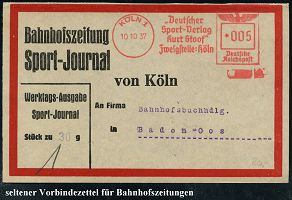 Bahnhofszeitung
Sport-Journal
KÖLN 1
10.10.37
"Deutscher
Sport-Verlag
Kurt Stoof"
Zweigstelle: Köln
005
Deutsche
Reichspost
von Köln
Werktags-Ausgabe
Sport-Journal
Stück zu 30 g
An Firma
Bahnhofsbuchhdlg.
in
Baden-Oos
80,-
seltener Vorbindezettel für Bahnhofszeitungen